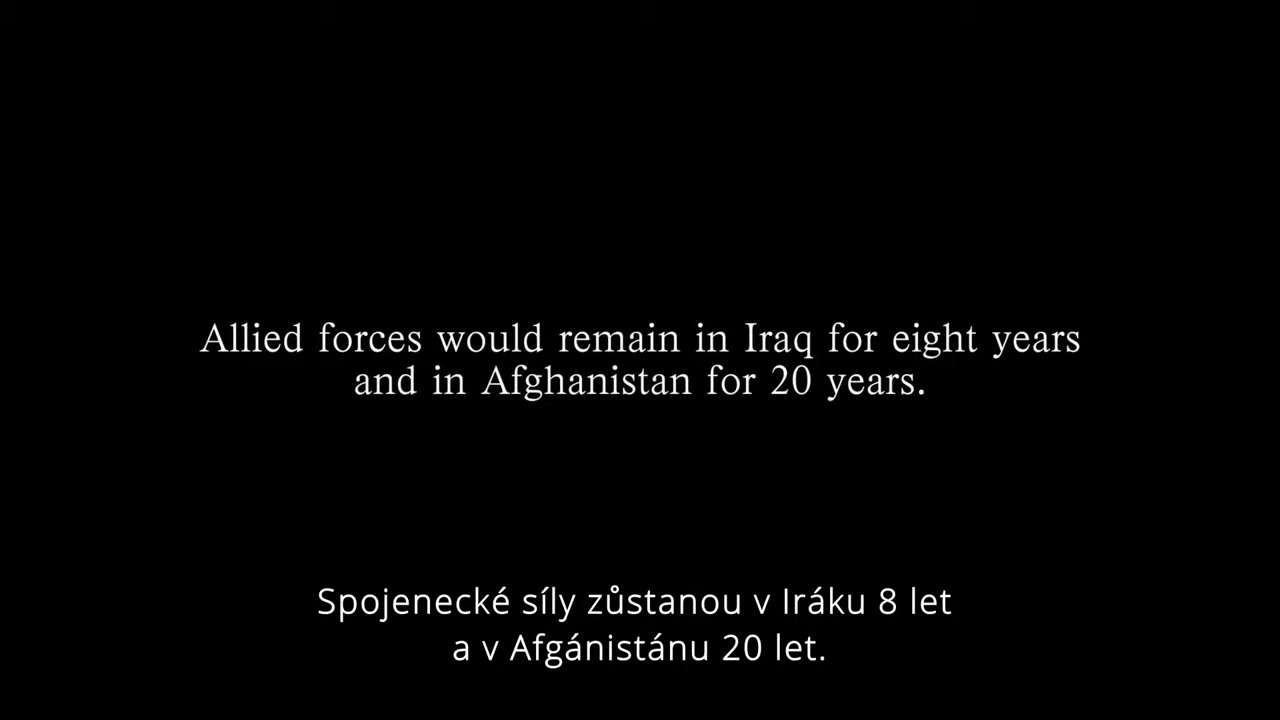 Allied forces would remain in Iraq for eight years
and in Afghanistan for 20 years.
Spojenecké síly zůstanou v Iráku 8 let
a v Afgánistánu 20 let.